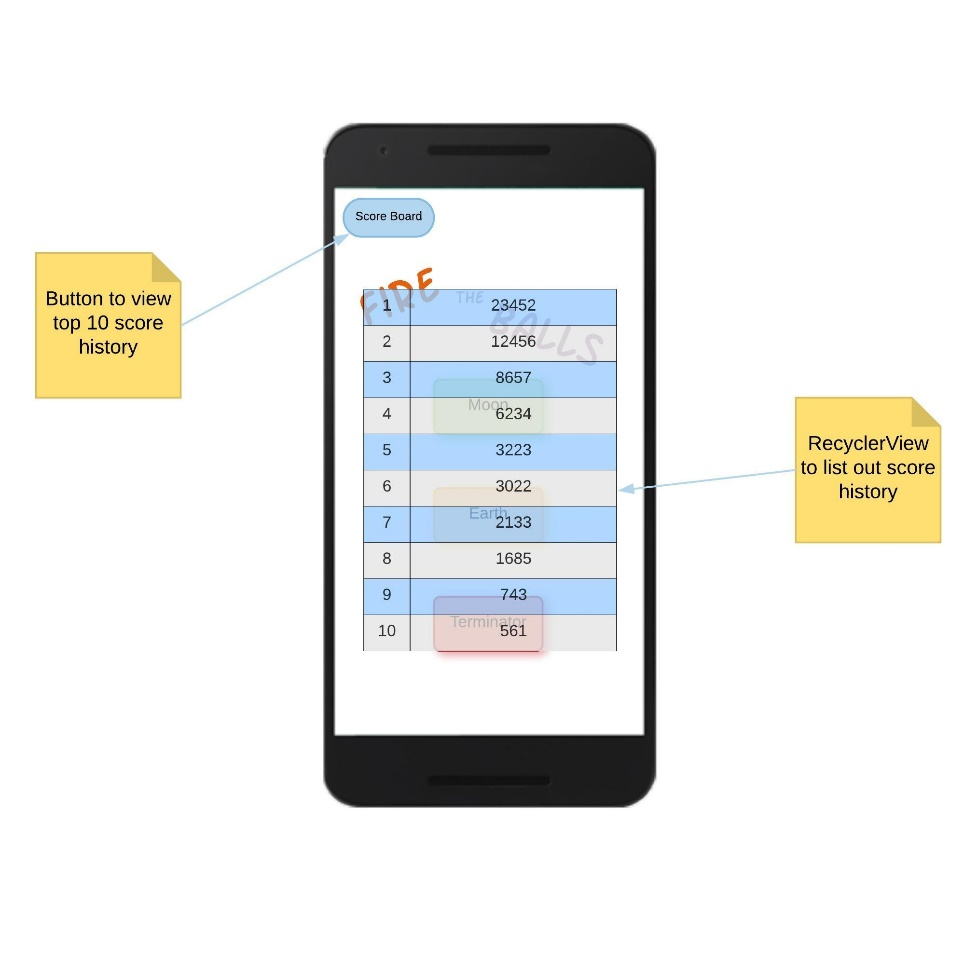 Score Board
Button to view
top 10 score
history
FIRE THE
BALLS
1 23452
2 12456
3 8657
Moon
4 6234
5 3223
6 3022
Earth
7 2133
8 1685
9 743
Terminator
10 561
RecyclerView
to list out score
history